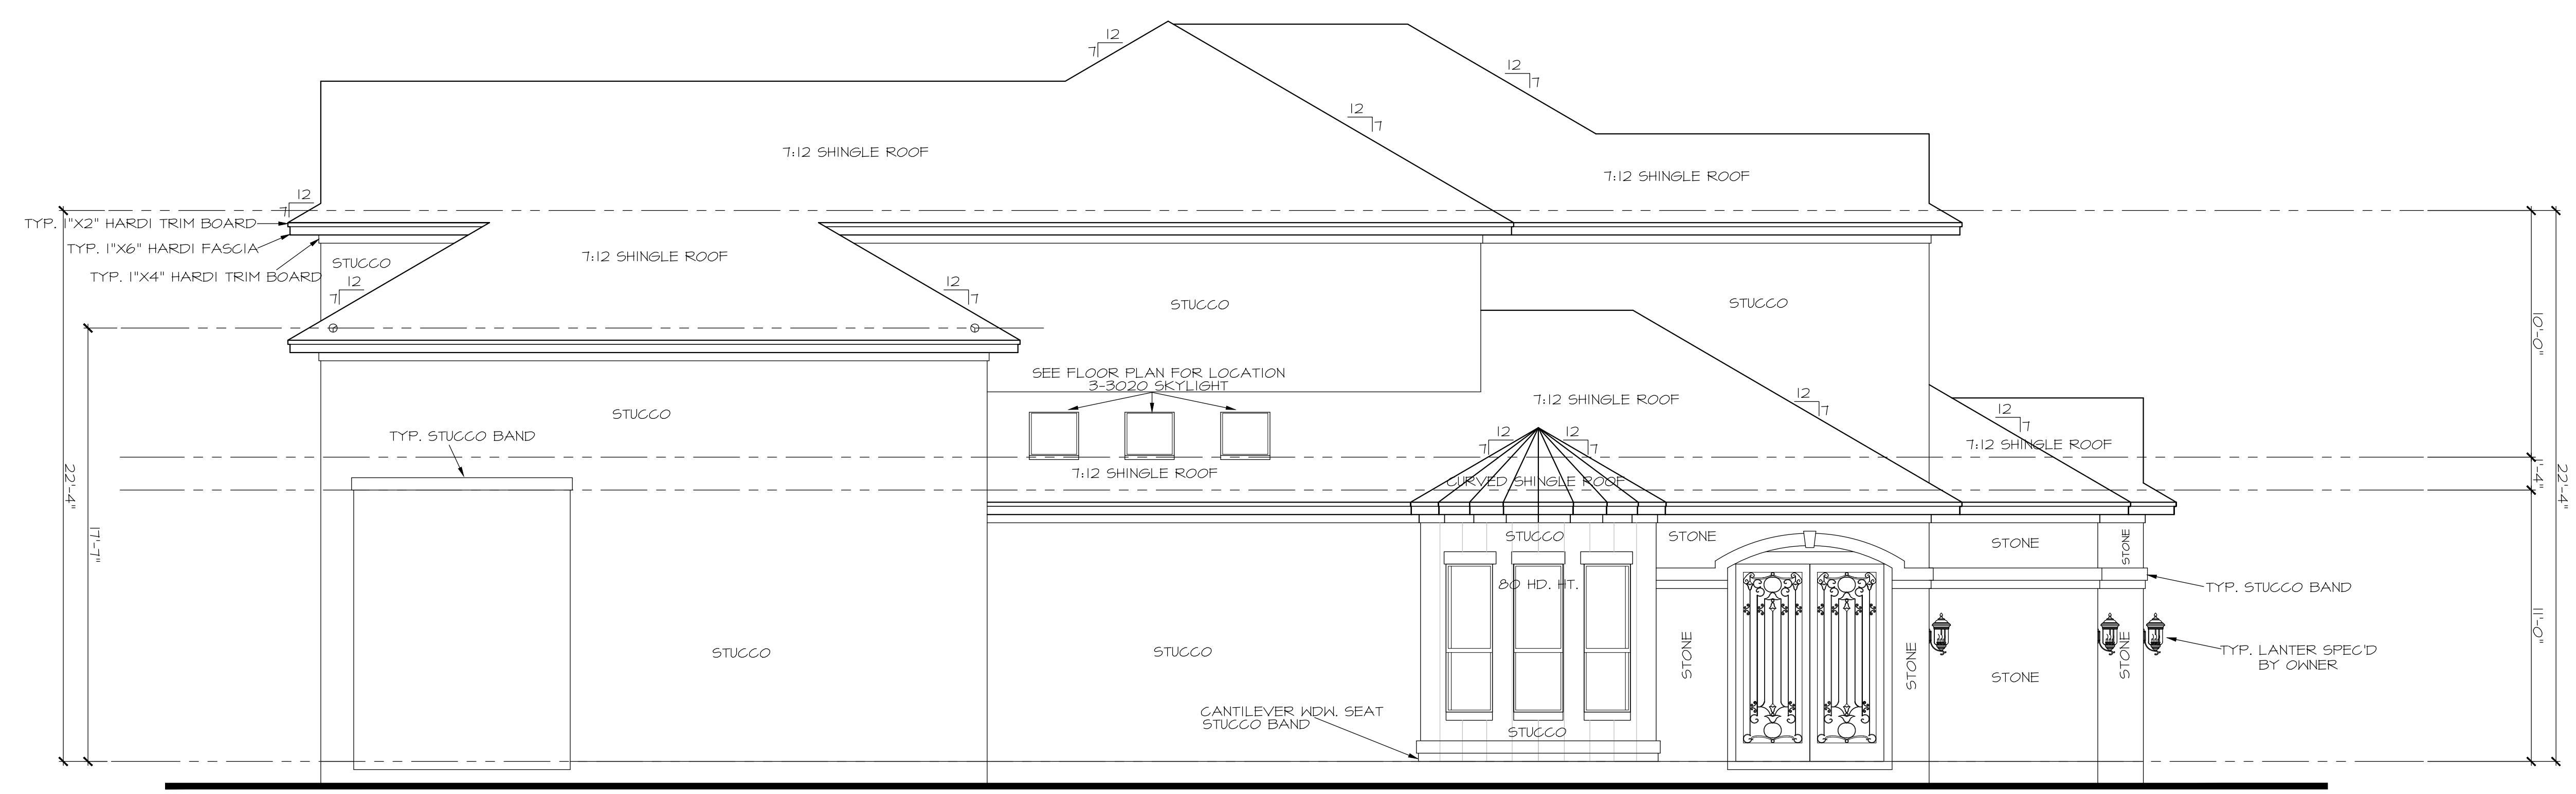 12
7
12
7
12
7
7:12 SHINGLE ROOF
7:12 SHINGLE ROOF
12
7
TYP. 1"X2" HARDI TRIM BOARD
TYP. 1"X6" HARDI FASCIA
TYP. 1"X4" HARDI TRIM BOARD
STUCCO
7:12 SHINGLE ROOF
12
7
12
7
STUCCO
STUCCO
10'-0"
SEE FLOOR PLAN FOR LOCATION
3-3020 SKYLIGHT
7:12 SHINGLE ROOF
12
7
12
7
7:12 SHINGLE ROOF
STUCCO
TYP. STUCCO BAND
12
7
12
7
7:12 SHINGLE ROOF
CURVED SHINGLE ROOF
22'-4"
17'-7"
1'-4"
22'-4"
STUCCO
STONE
STONE
STONE
80 HD. HT.
TYP. STUCCO BAND
11'-0"
STUCCO
STUCCO
STONE
STONE
STONE
STONE
TYP. LANTER SPEC'D
BY OWNER
CANTILEVER WDW. SEAT
STUCCO BAND
STUCCO